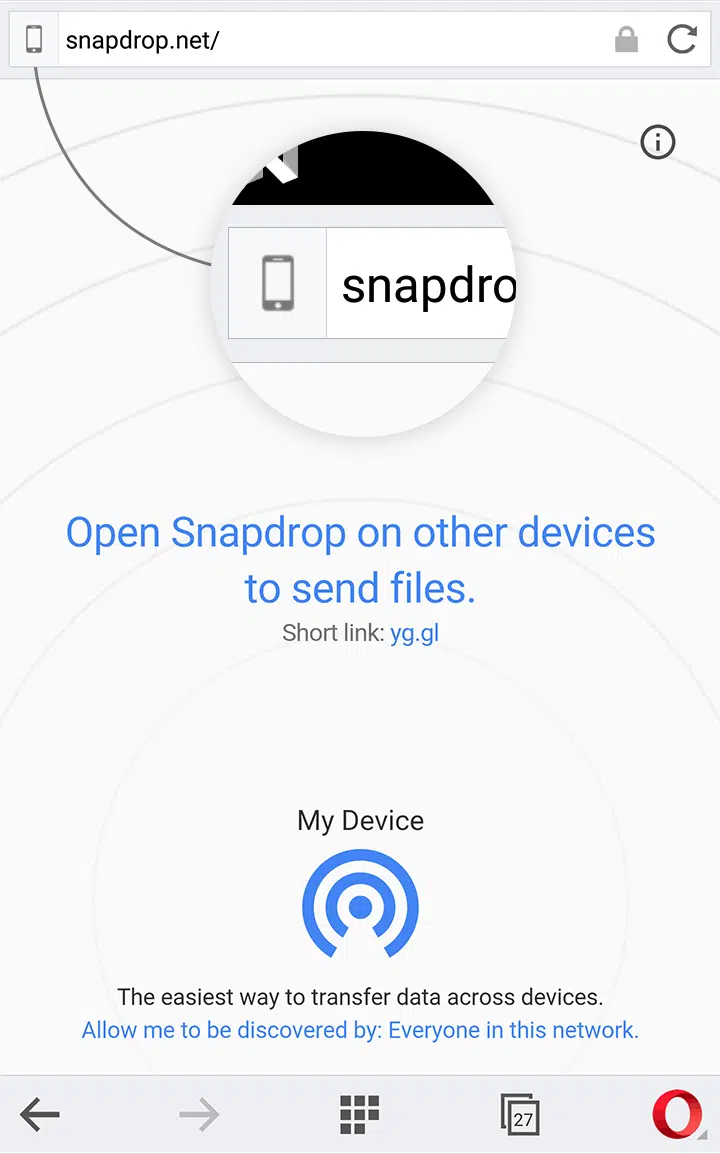 snapdrop.net/
snapdro
Open Snapdrop on other devices
to send files.
Short link: yg.gl
My Device
The easiest way to transfer data across devices.
Allow me to be discovered by: Everyone in this network.
27